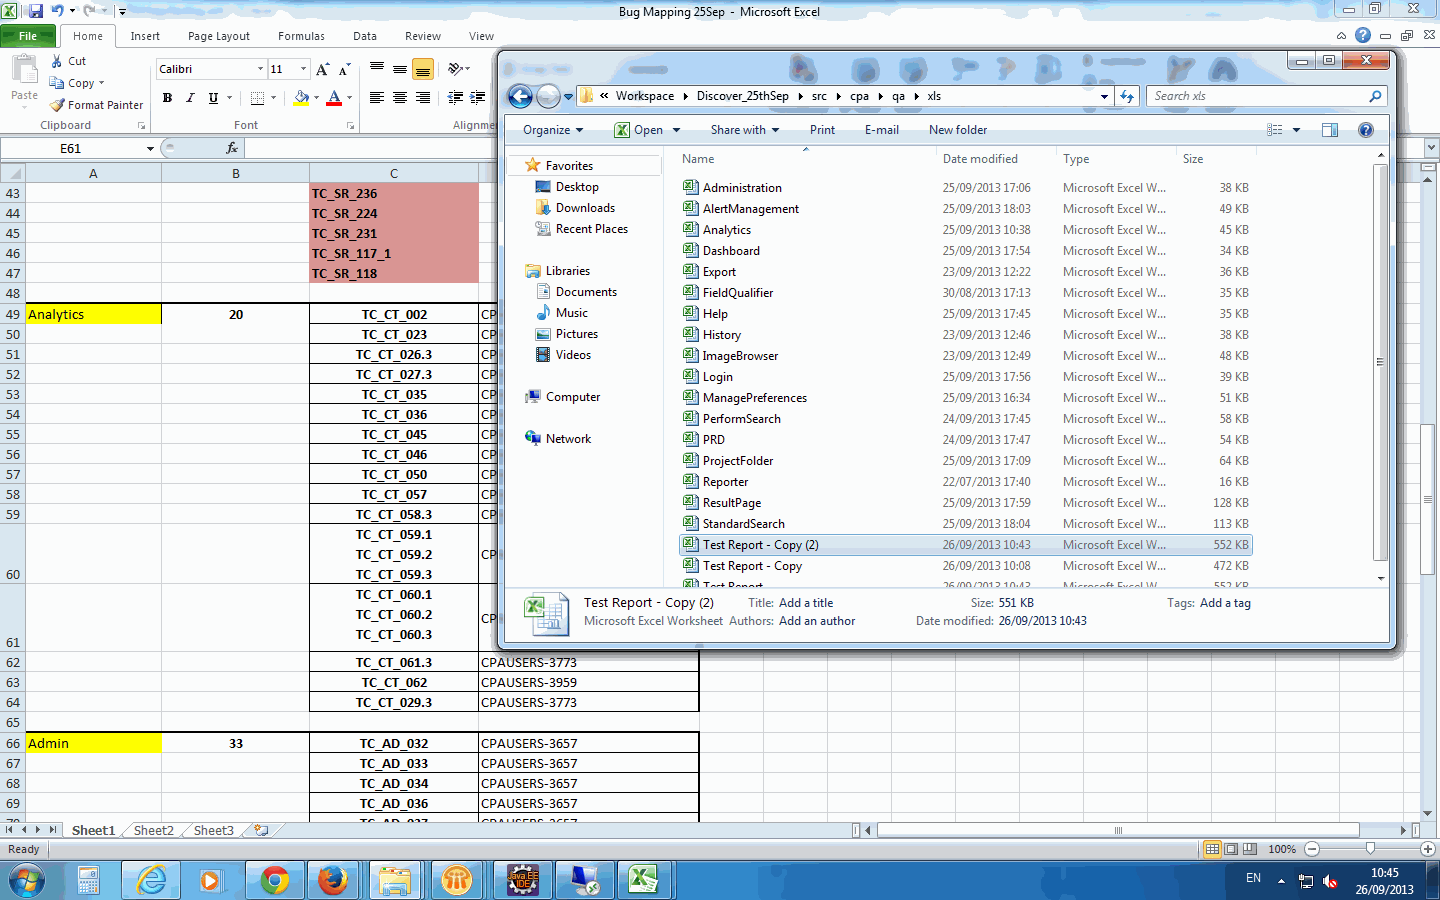 Bug Mapping 25Sep - Microsoft Excel
File Home Insert Page Layout Formulas Data Review View
Paste
Cut
Copy
Format Painter
Clipboard
Calibri 11
B I U A
Font
Alignme
E61 fx
A B C
43 TC_SR_236
44 TC_SR_224
45 TC_SR_231
46 TC_SR_117_1
47 TC_SR_118
48
49 Analytics 20 TC_CT_002 CP
50 TC_CT_023 CP
51 TC_CT_026.3 CP
52 TC_CT_027.3 CP
53 TC_CT_035 CP
54 TC_CT_036 CP
55 TC_CT_045 CP
56 TC_CT_046 CP
57 TC_CT_050 CP
58 TC_CT_057 CP
59 TC_CT_058.3 CP
TC_CT_059.1
TC_CT_059.2 CP
60 TC_CT_059.3
TC_CT_060.1
TC_CT_060.2 CP
61 TC_CT_060.3
62 TC_CT_061.3 CPAUSERS-3773
63 TC_CT_062 CPAUSERS-3959
64 TC_CT_029.3 CPAUSERS-3773
65
66 Admin 33 TC_AD_032 CPAUSERS-3657
67 TC_AD_033 CPAUSERS-3657
68 TC_AD_034 CPAUSERS-3657
69 TC_AD_036 CPAUSERS-3657
70 TC_AD_037 CPAUSERS-3657
Sheet1 Sheet2 Sheet3
Ready 100%
« Workspace Discover_25thSep src cpa qa xls
Search xls
Organize Open Share with Print E-mail New folder
Favorites
Desktop
Downloads
Recent Places
Libraries
Documents
Music
Pictures
Videos
Computer
Network
Name Date modified Type Size
Administration 25/09/2013 17:06 Microsoft Excel W... 38 KB
AlertManagement 25/09/2013 18:03 Microsoft Excel W... 49 KB
Analytics 25/09/2013 10:38 Microsoft Excel W... 45 KB
Dashboard 25/09/2013 17:54 Microsoft Excel W... 34 KB
Export 23/09/2013 12:22 Microsoft Excel W... 36 KB
FieldQualifier 30/08/2013 17:13 Microsoft Excel W... 35 KB
Help 25/09/2013 17:45 Microsoft Excel W... 35 KB
History 23/09/2013 12:46 Microsoft Excel W... 38 KB
ImageBrowser 23/09/2013 12:49 Microsoft Excel W... 48 KB
Login 25/09/2013 17:56 Microsoft Excel W... 39 KB
ManagePreferences 25/09/2013 16:34 Microsoft Excel W... 51 KB
PerformSearch 24/09/2013 17:45 Microsoft Excel W... 58 KB
PRD 24/09/2013 17:47 Microsoft Excel W... 54 KB
ProjectFolder 25/09/2013 17:09 Microsoft Excel W... 64 KB
Reporter 22/07/2013 17:40 Microsoft Excel W... 16 KB
ResultPage 25/09/2013 17:59 Microsoft Excel W... 128 KB
StandardSearch 25/09/2013 18:04 Microsoft Excel W... 113 KB
Test Report - Copy (2) 26/09/2013 10:43 Microsoft Excel W... 552 KB
Test Report - Copy 26/09/2013 10:08 Microsoft Excel W... 472 KB
Test Report 26/09/2013 10:43 Microsoft Excel W... 552 KB
Test Report - Copy (2) Title: Add a title Size: 551 KB Tags: Add a tag
Microsoft Excel Worksheet Authors: Add an author Date modified: 26/09/2013 10:43
Java EE
IDE
EN
10:45
26/09/2013